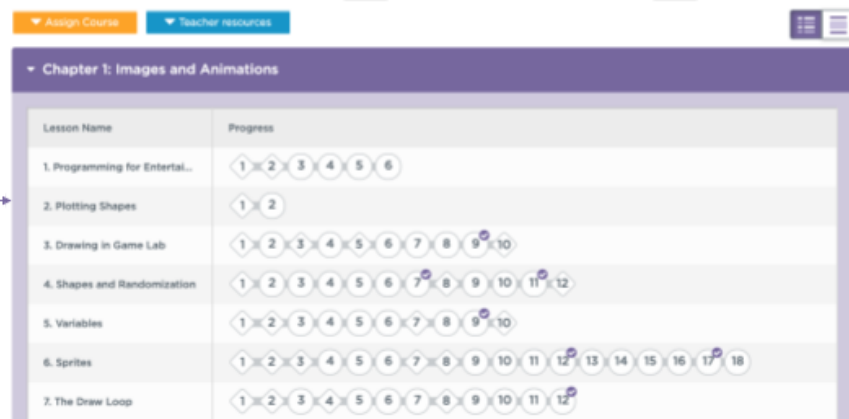 Assign Course
Teacher resources
Chapter 1: Images and Animations
Lesson Name Progress
1. Programming for Entertai... 1 2 3 4 5 6
2. Plotting Shapes 1 2
3. Drawing in Game Lab 1 2 3 4 5 6 7 8 9 10
4. Shapes and Randomization 1 2 3 4 5 6 7 8 9 10 11 12
5. Variables 1 2 3 4 5 6 7 8 9 10
6. Sprites 1 2 3 4 5 6 7 8 9 10 11 12 13 14 15 16 17 18
7. The Draw Loop 1 2 3 4 5 6 7 8 9 10 11 12